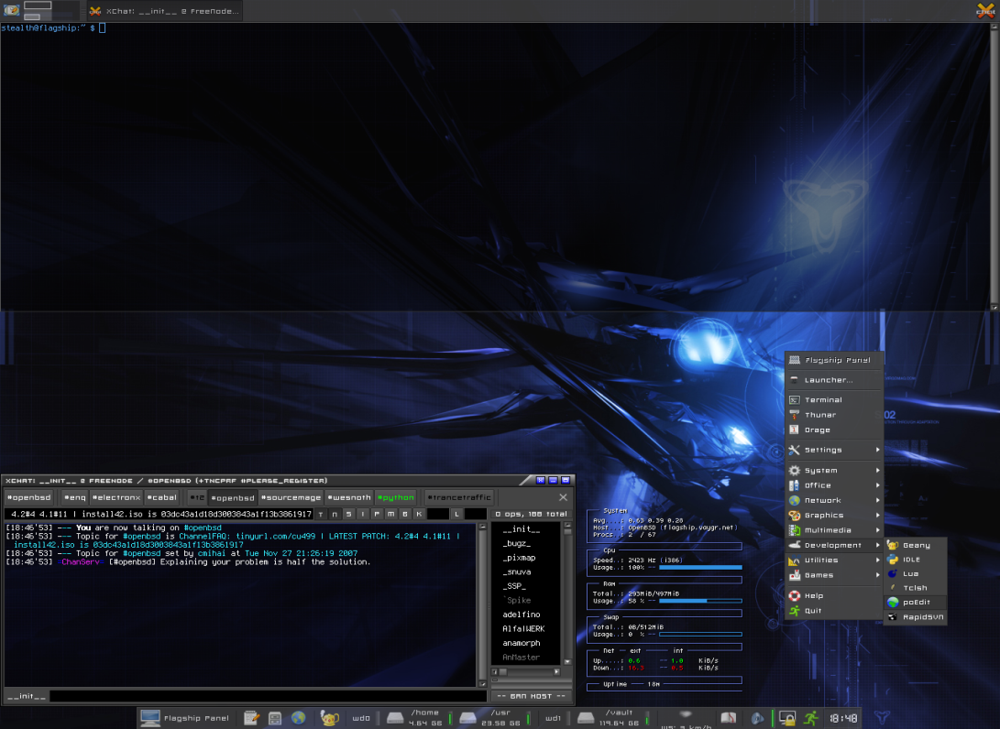 XChat: __init__ @ FreeNode...
stealth@flagship:~ $
Flagship Panel
Launcher...
Terminal
Thunar
Orage
Settings
System
Office
Network
Graphics
Multimedia
Development
Utilities
Games
Help
Quit
Geany
IDLE
Lua
Tclsh
poEdit
RapidSVN
02
XCHAT: __INIT__ @ FREENODE / #OPENBSD (+TNCPRF #PLEASE_REGISTER)
#openbsd #enq #electronx #cabal #t2 #openbsd #sourcemage #wesnoth #python #trancetraffic
4.2#4 4.1#11 | install42.iso is 03dc43a1d18d3003843a1f13b3861917 T N S I P M B K L 0 ops, 188 total
[18:46'53] --- You are now talking on #openbsd
[18:46'53] --- Topic for #openbsd is ChannelFAQ: tinyurl.com/cu499 | LATEST PATCH: 4.2#4 4.1#11 |
install42.iso is 03dc43a1d18d3003843a1f13b3861917
[18:46'53] --- Topic for #openbsd set by cmihai at Tue Nov 27 21:26:19 2007
[18:46'53] =ChanServ= [#openbsd] Explaining your problem is half the solution.
__init__
_bugz_
_pixmap
_snuva
_SSP_
`Spike
adelfino
AlfalWERK
anamorph
AnMaster
__init__
-- BAN HOST --
System
Avg....: 0.63 0.39 0.28
Host...: OpenBSD (flagship.vaygr.net)
Procs..: 2 / 67
Cpu
Speed..: 2423 Hz (i386)
Usage..: 100% --
Ram
Total..: 293MiB/497MiB
Usage..: 58 % --
Swap
Total..: 0B/512MiB
Usage..: 0 % --
Net -- ext -- int
Up.....: 0.6 -- 1.0 KiB/s
Down...: 16.3 -- 0.5 KiB/s
Uptime -- 18m
Flagship Panel wd0 /home 4.64 GB /usr 23.58 GB wd1 /vault 119.64 GB 18:48